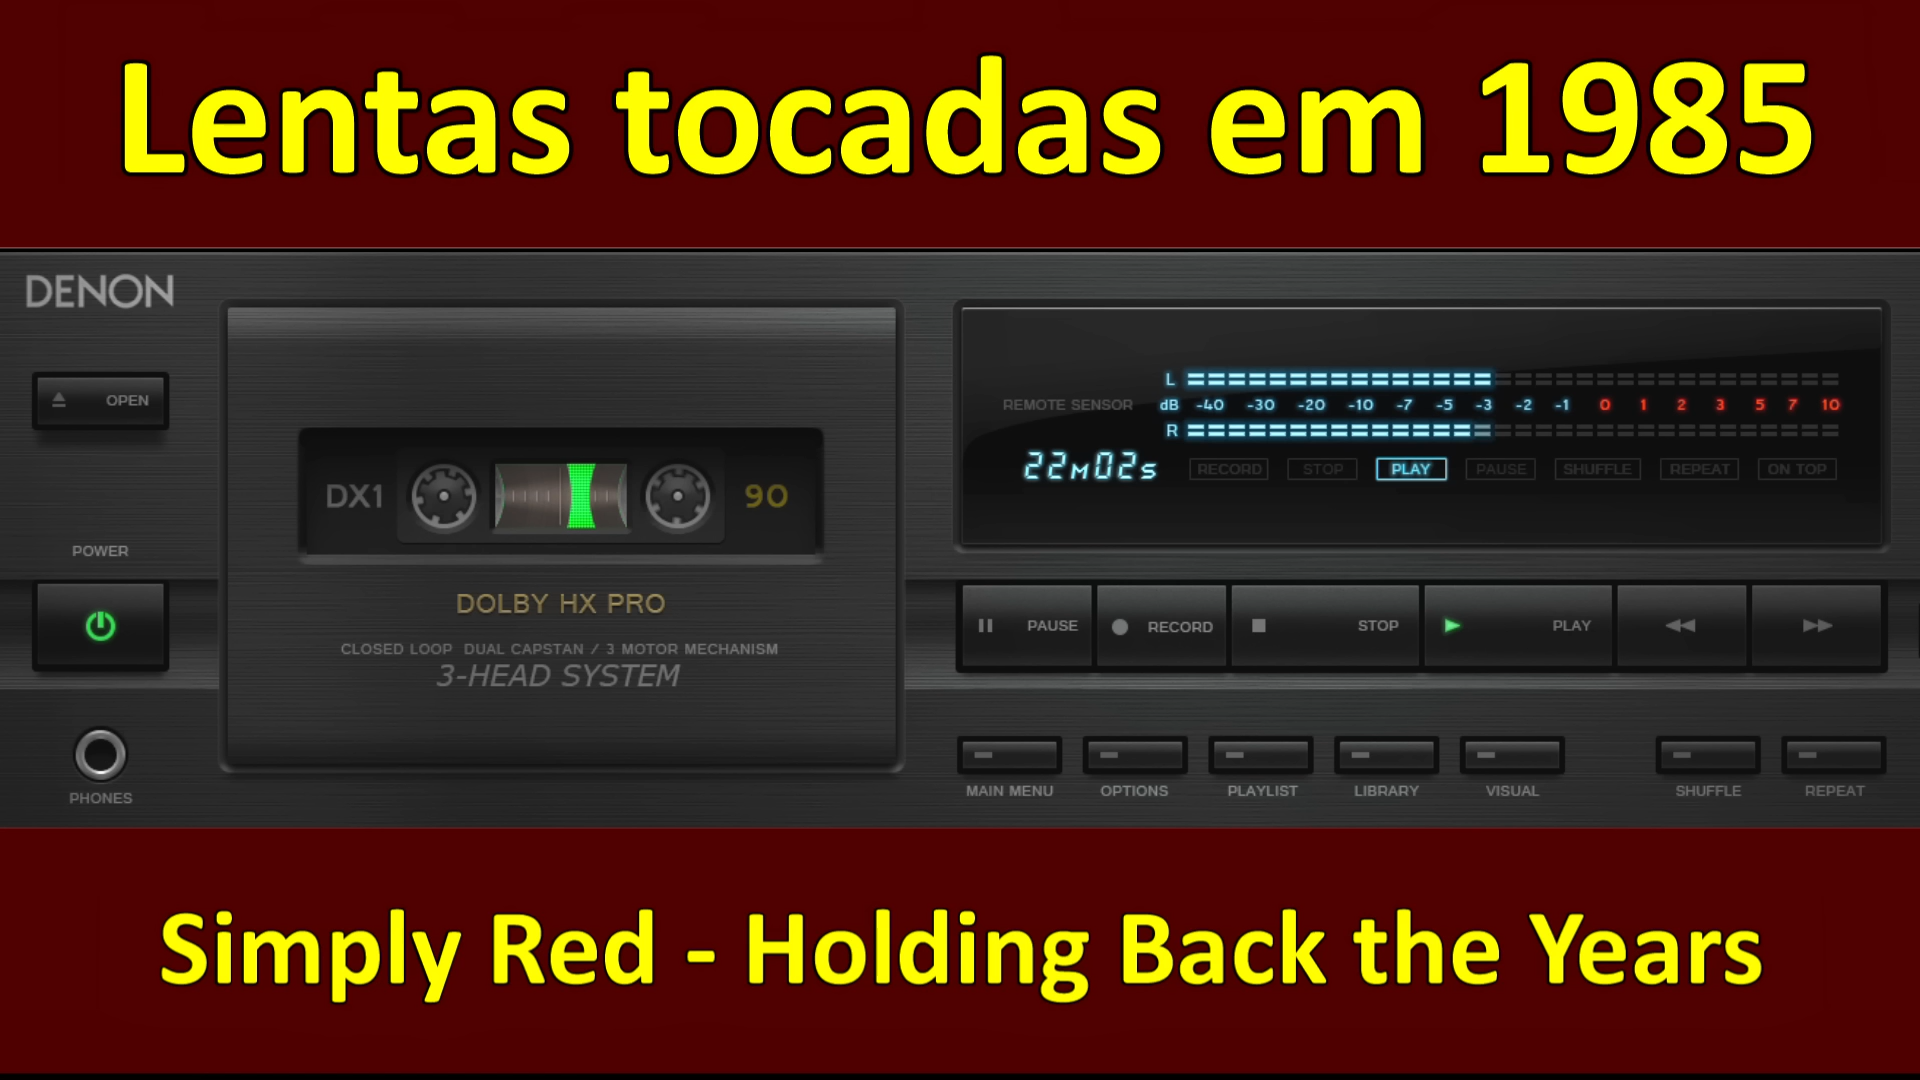 Lentas tocadas em 1985
DENON
OPEN
L
REMOTE SENSOR dB -40 -30 -20 -10 -7 -5 -3 -2 -1 0 1 2 3 5 7 10
R
22M02S RECORD STOP PLAY PAUSE SHUFFLE REPEAT ON TOP
DX1 90
POWER
DOLBY HX PRO
CLOSED LOOP DUAL CAPSTAN / 3 MOTOR MECHANISM
3-HEAD SYSTEM
PAUSE RECORD STOP PLAY
PHONES
MAIN MENU OPTIONS PLAYLIST LIBRARY VISUAL SHUFFLE REPEAT
Simply Red - Holding Back the Years